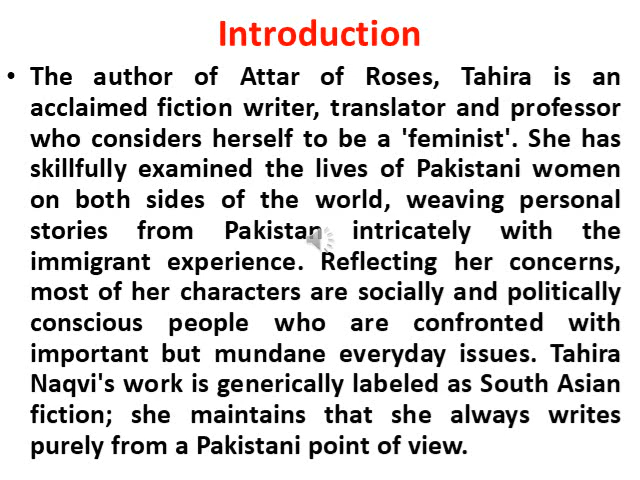 Introduction
• The author of Attar of Roses, Tahira is an
acclaimed fiction writer, translator and professor
who considers herself to be a 'feminist'. She has
skillfully examined the lives of Pakistani women
on both sides of the world, weaving personal
stories from Pakistan intricately with the
immigrant experience. Reflecting her concerns,
most of her characters are socially and politically
conscious people who are confronted with
important but mundane everyday issues. Tahira
Naqvi's work is generically labeled as South Asian
fiction; she maintains that she always writes
purely from a Pakistani point of view.